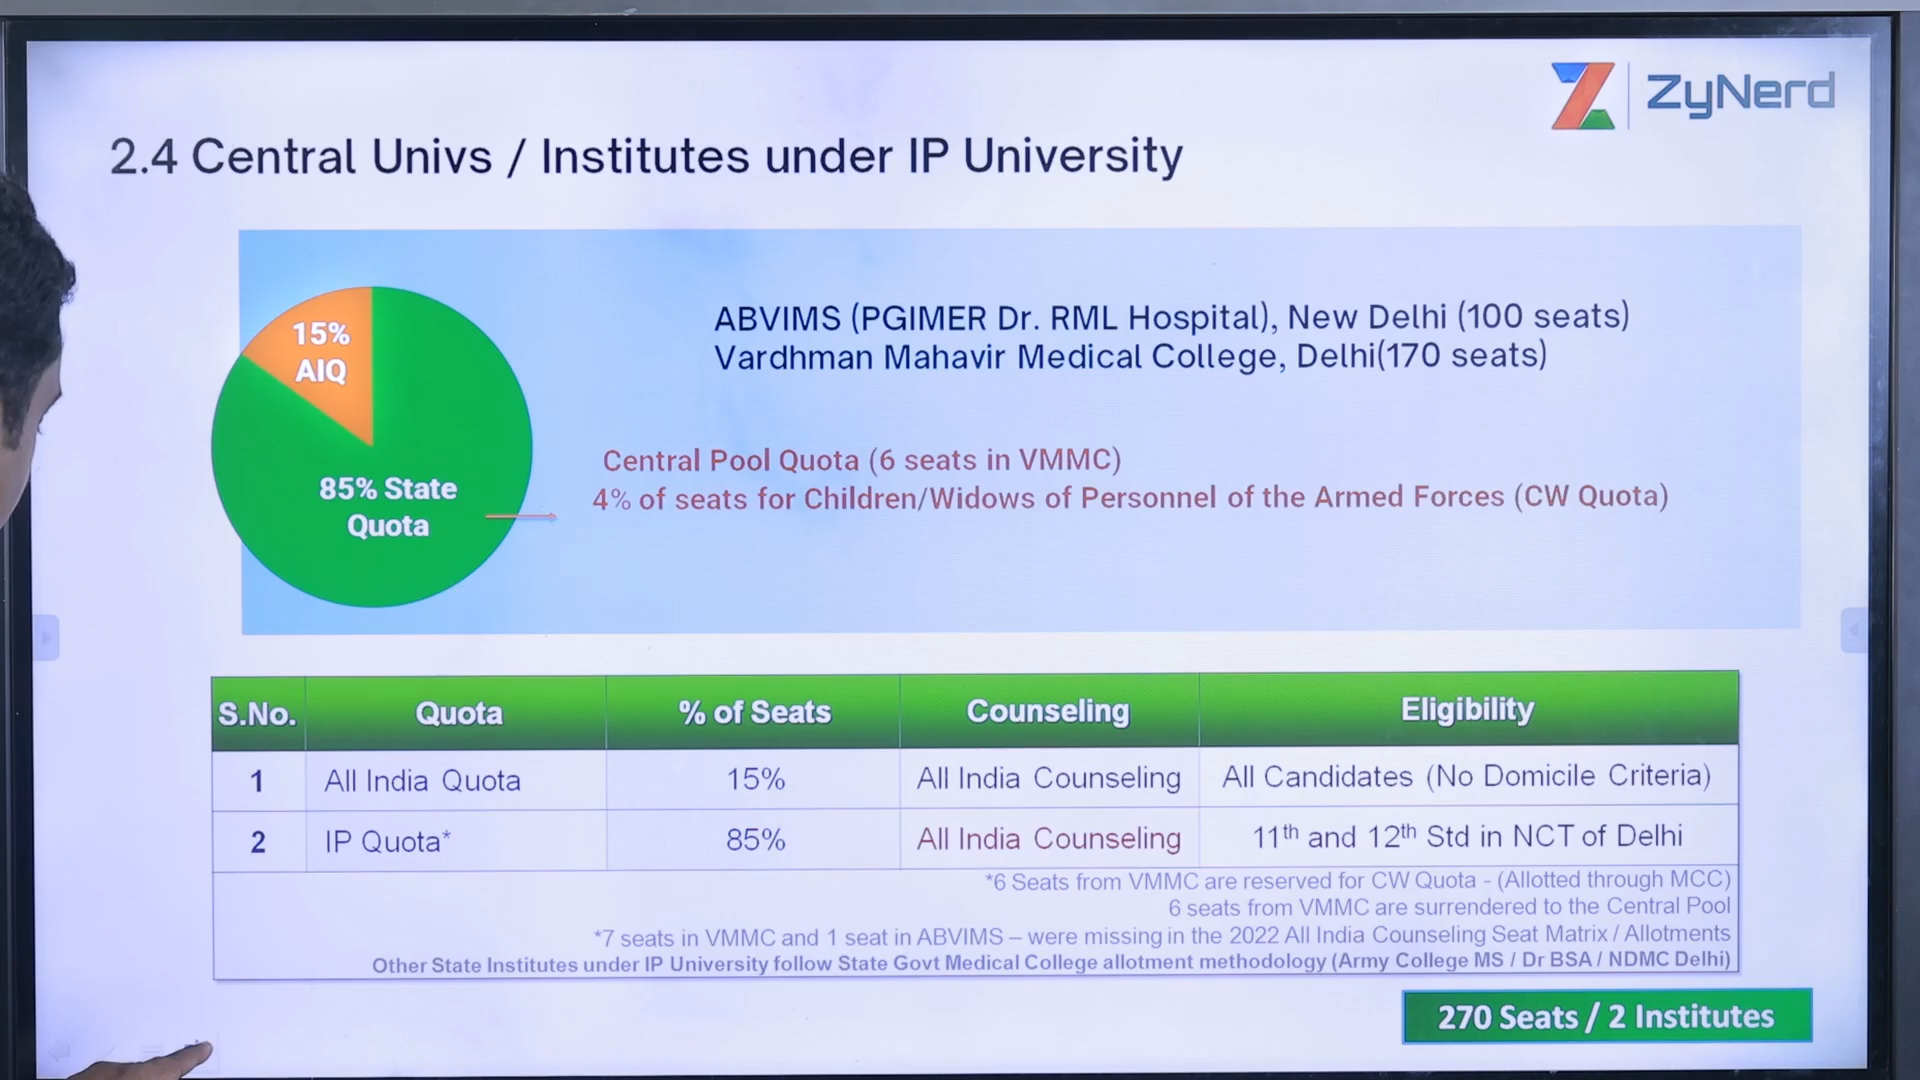 ZyNerd
2.4 Central Univs / Institutes under IP University
15%
AIQ
85% State
Quota
ABVIMS (PGIMER Dr. RML Hospital), New Delhi (100 seats)
Vardhman Mahavir Medical College, Delhi(170 seats)
Central Pool Quota (6 seats in VMMC)
4% of seats for Children/Widows of Personnel of the Armed Forces (CW Quota)
S.No. Quota % of Seats Counseling Eligibility
1 All India Quota 15% All India Counseling All Candidates (No Domicile Criteria)
2 IP Quota* 85% All India Counseling 11th and 12th Std in NCT of Delhi
*6 Seats from VMMC are reserved for CW Quota - (Allotted through MCC)
6 seats from VMMC are surrendered to the Central Pool
*7 seats in VMMC and 1 seat in ABVIMS – were missing in the 2022 All India Counseling Seat Matrix / Allotments
Other State Institutes under IP University follow State Govt Medical College allotment methodology (Army College MS / Dr BSA / NDMC Delhi)
270 Seats / 2 Institutes